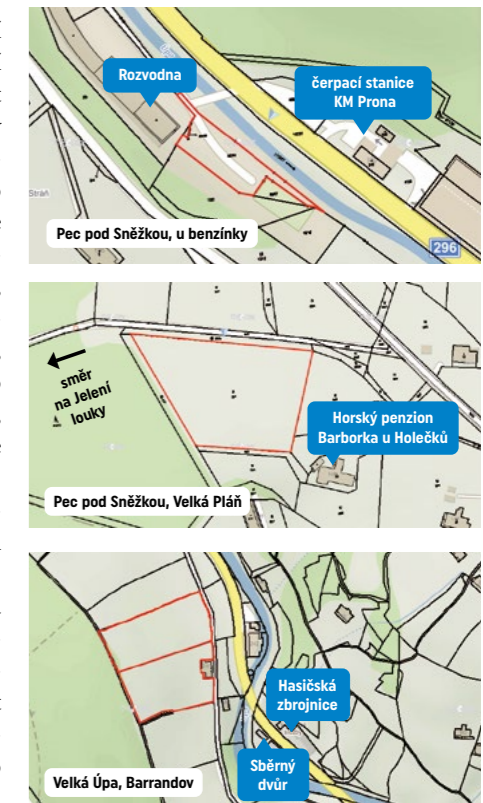 Rozvodna
čerpací stanice
KM Prona
Stráň
Pec pod Sněžkou, u benzínky
296
směr
na Jelení
louky
Horský penzion
Barborka u Holečků
Pec pod Sněžkou, Velká Pláň
Hasičská
zbrojnice
Sběrný
dvůr
Velká Úpa, Barrandov